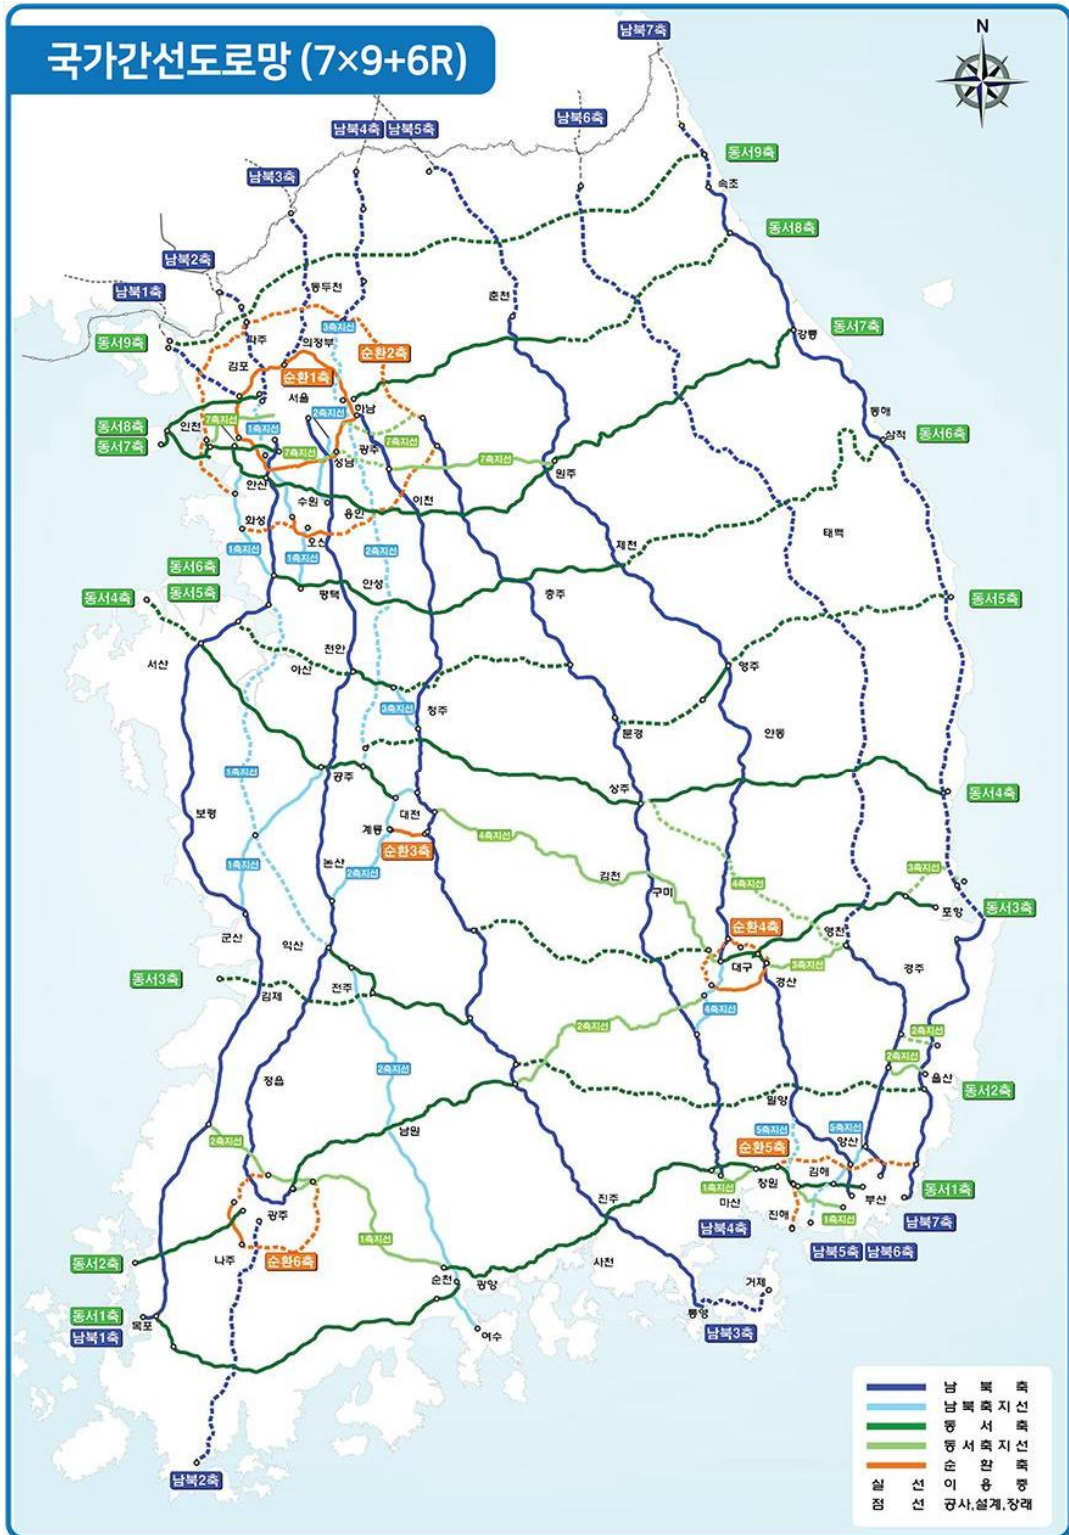 국가간선도로망 (7×9+6R)
N
남북7축
남북6축
남북4축
남북5축
동서9축
남북3축
속초
동서8축
남북2축
남북1축
동두천
춘천
3축지선
동서7축
강릉
동서9축
파주
의정부
순환2축
김포
순환1축
서울
하남
2축지선
동해
동서8축
인천
7축지선
1축지선
7축지선
삼척
동서6축
동서7축
7축지선
성남
광주
7축지선
원주
안산
수원
용인
이천
화성
오산
태백
1축지선
1축지선
2축지선
제천
동서6축
동서5축
안성
평택
충주
동서4축
동서5축
천안
서산
아산
영주
3축지선
청주
문경
안동
1축지선
공주
상주
동서4축
보령
대전
계룡
4축지선
순환3축
논산
1축지선
2축지선
김천
구미
4축지선
3축지선
포항
동서3축
군산
익산
순환4축
영천
대구
3축지선
경주
동서3축
김제
전주
경산
4축지선
2축지선
2축지선
2축지선
2축지선
정읍
울산
동서2축
밀양
2축지선
남원
5축지선
5축지선
양산
순환5축
김해
1축지선
창원
동서1축
광주
진주
마산
진해
부산
1축지선
남북4축
남북7축
1축지선
나주
남북5축
남북6축
동서2축
순환6축
사천
순천
광양
거제
동서1축
목포
남북1축
통영
남북3축
여수
남북2축
남북축
남북축지선
동서축
동서축지선
순환축
실선 이용중
점선 공사,설계,장래